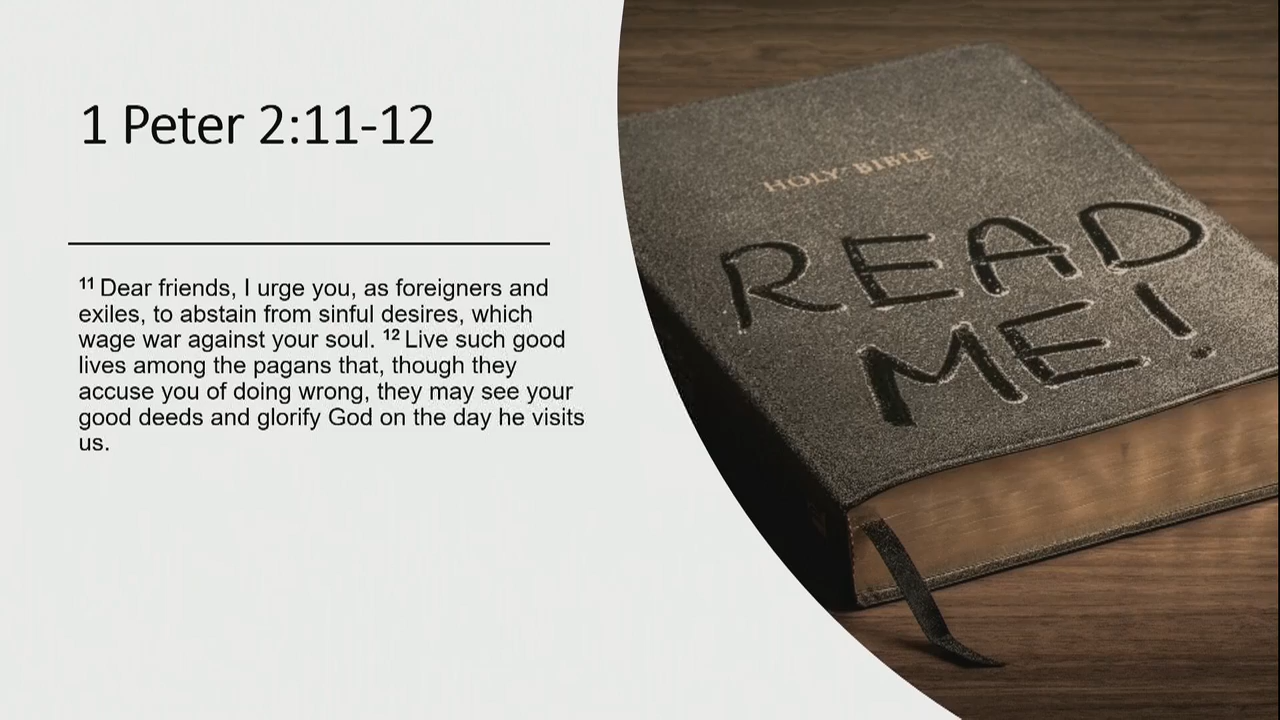 1 Peter 2:11-12
¹¹ Dear friends, I urge you, as foreigners and
exiles, to abstain from sinful desires, which
wage war against your soul. ¹² Live such good
lives among the pagans that, though they
accuse you of doing wrong, they may see your
good deeds and glorify God on the day he visits
us.
HOLY BIBLE
READ
ME!